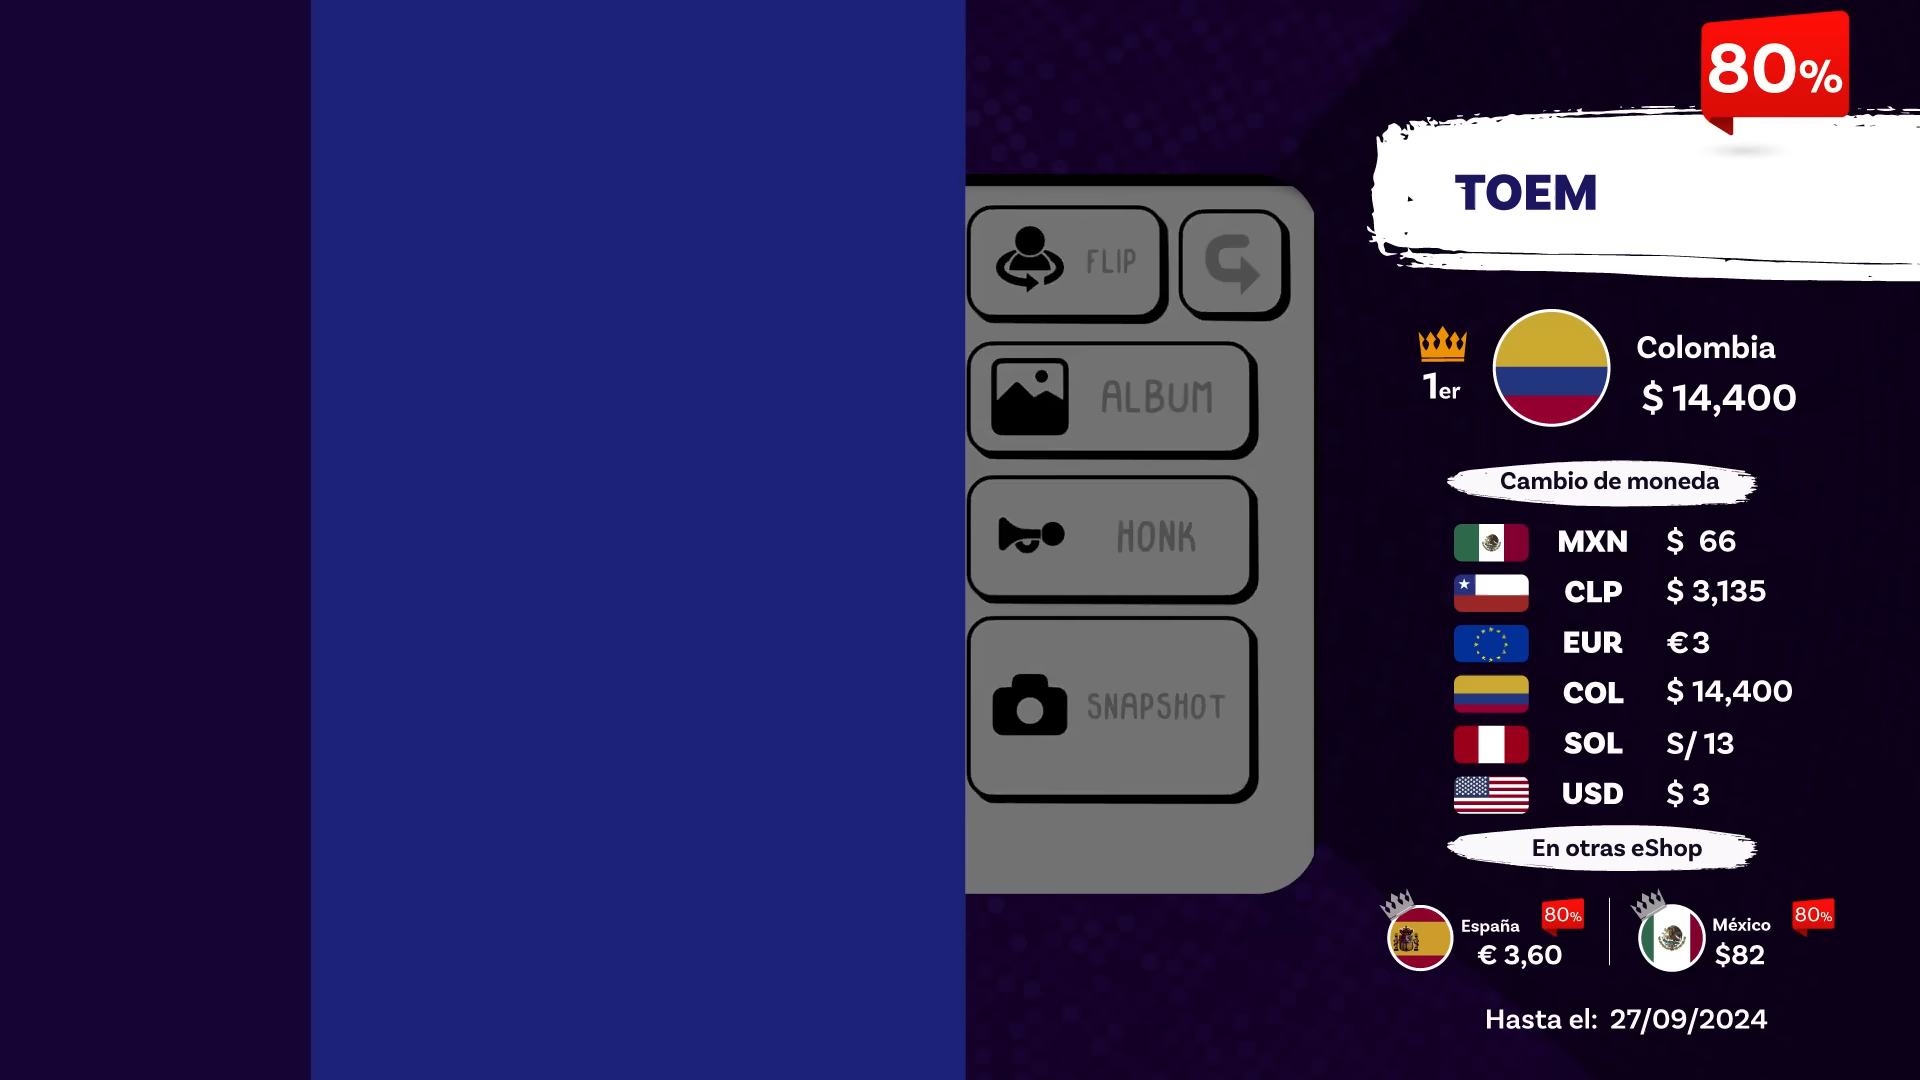 80%
TOEM
FLIP
ALBUM
HONK
SNAPSHOT
1er
Colombia
$ 14,400
Cambio de moneda
MXN $ 66
CLP $ 3,135
EUR € 3
COL $ 14,400
SOL S/ 13
USD $ 3
En otras eShop
España 80%
€ 3,60
México 80%
$82
Hasta el: 27/09/2024